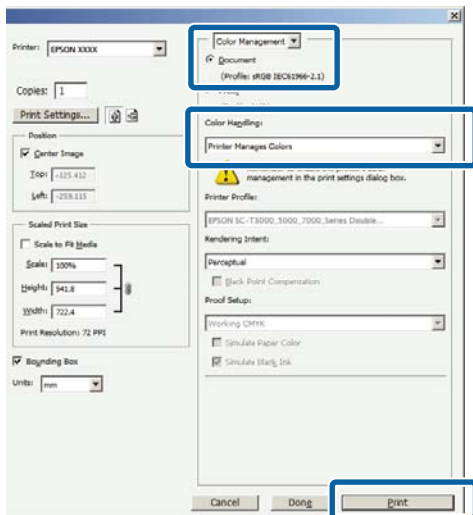 Printer: EPSON XXXX
Copies: 1
Print Settings...
Position
Center Image
Top: -125.412
Left: -259.115
Scaled Print Size
Scale to Fit Media
Scale: 100%
Height: 941.8
Width: 722.4
Print Resolution: 72 PPI
Bounding Box
Units: mm
Color Management
Document
(Profile: sRGB IEC61966-2.1)
Color Handling:
Printer Manages Colors
management in the print settings dialog box.
Printer Profile:
EPSON SC-T3000_5000_7000_Series Double...
Rendering Intent:
Perceptual
Black Point Compensation
Proof Setup:
Working CMYK
Simulate Paper Color
Simulate Black Ink
Cancel
Done
Print